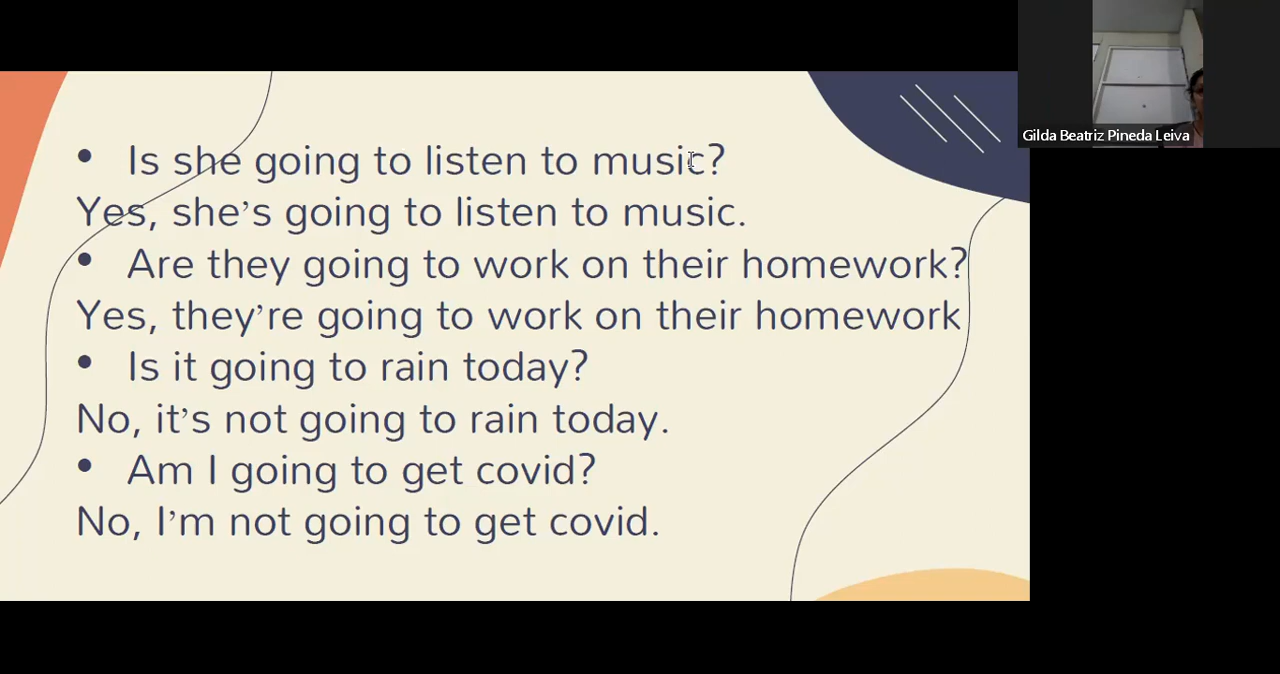 • Is she going to listen to music?
Yes, she’s going to listen to music.
• Are they going to work on their homework?
Yes, they’re going to work on their homework
• Is it going to rain today?
No, it’s not going to rain today.
• Am I going to get covid?
No, I’m not going to get covid.
Gilda Beatriz Pineda Leiva